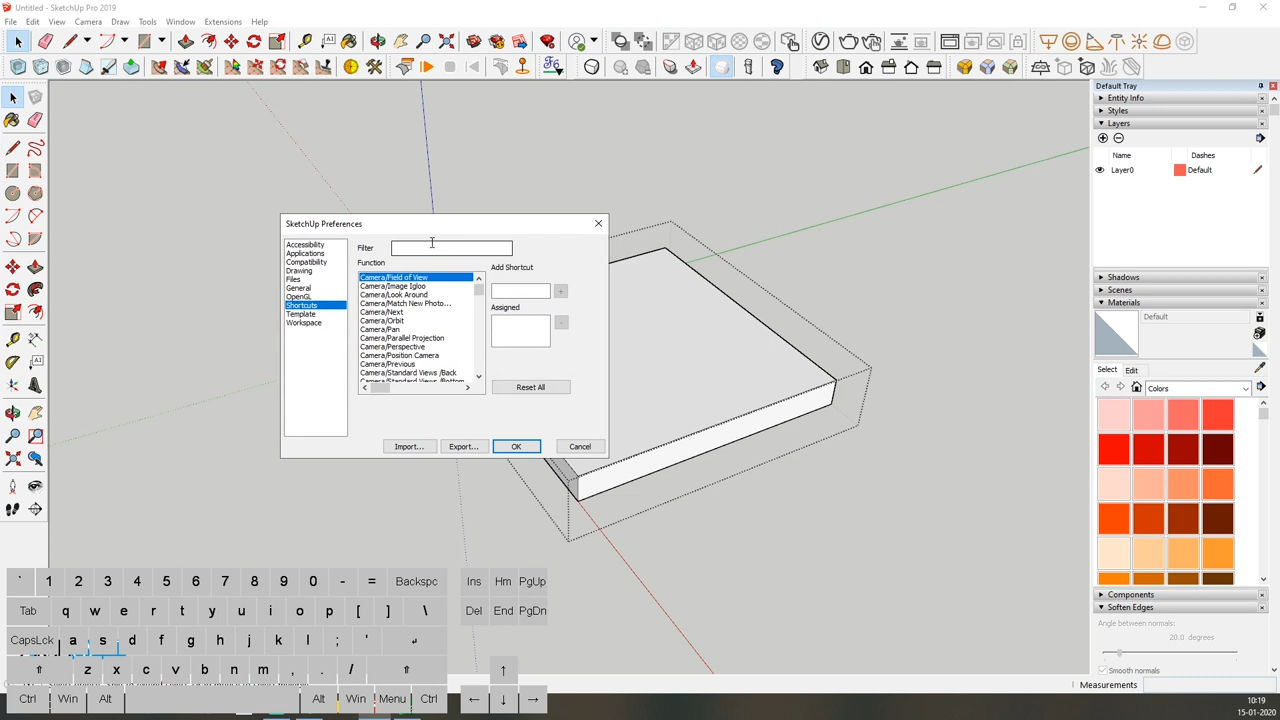 Untitled - SketchUp Pro 2019
File Edit View Camera Draw Tools Window Extensions Help
Default Tray
Entity Info
Styles
Layers
Name Dashes
Layer0 Default
Shadows
Scenes
Materials
Default
Select Edit
Colors
Components
Soften Edges
Angle between normals:
20.0 degrees
Smooth normals
Measurements
SketchUp Preferences
Accessibility
Applications
Compatibility
Drawing
Files
General
OpenGL
Shortcuts
Template
Workspace
Filter
Function
Camera/Field of View
Camera/Image Igloo
Camera/Look Around
Camera/Match New Photo...
Camera/Next
Camera/Orbit
Camera/Pan
Camera/Parallel Projection
Camera/Perspective
Camera/Position Camera
Camera/Previous
Camera/Standard Views /Back
Camera/Standard Views /Bottom
Add Shortcut
Assigned
Reset All
Import... Export... OK Cancel
` 1 2 3 4 5 6 7 8 9 0 - = Backspc Ins Hm PgUp
Tab q w e r t y u i o p [ ] \ Del End PgDn
CapsLck a s d f g h j k l ; '
z x c v b n m , . /
Ctrl Win Alt Alt Win Menu Ctrl
10:19
15-01-2020